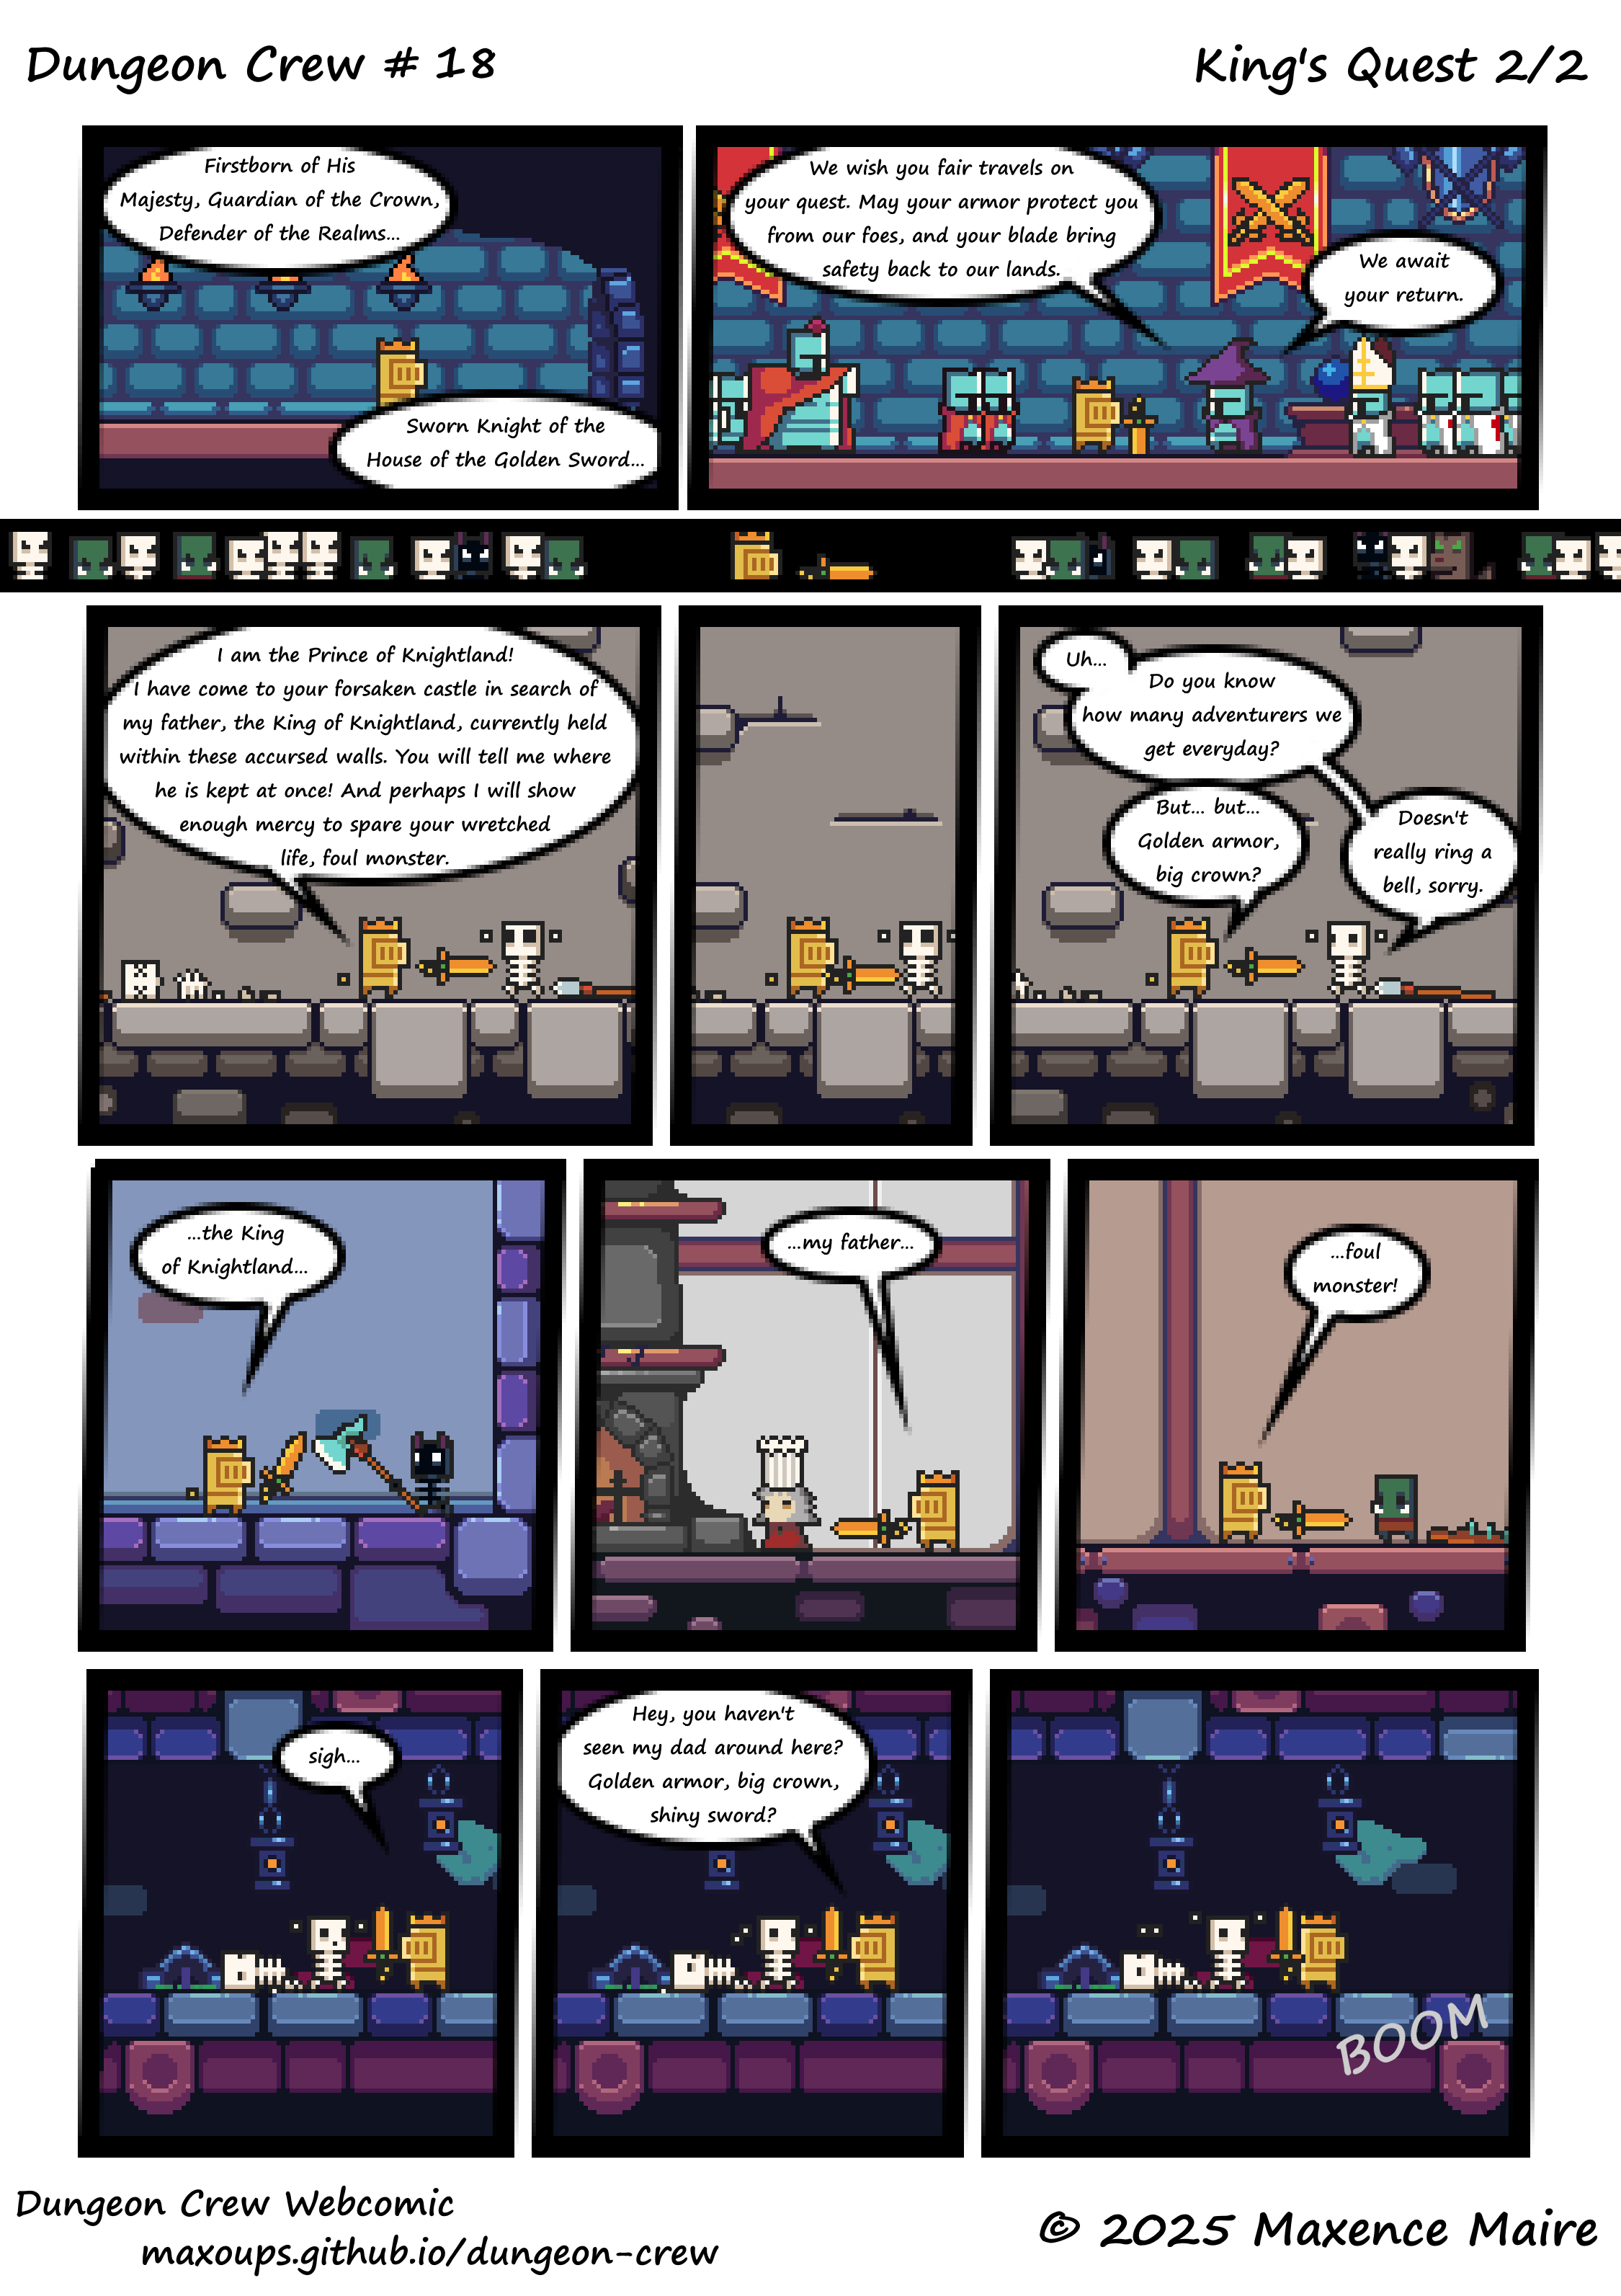 Dungeon Crew # 18
King's Quest 2/2
Firstborn of His
Majesty, Guardian of the Crown,
Defender of the Realms...
Sworn Knight of the
House of the Golden Sword...
We wish you fair travels on
your quest. May your armor protect you
from our foes, and your blade bring
safety back to our lands.
We await
your return.
I am the Prince of Knightland!
I have come to your forsaken castle in search of
my father, the King of Knightland, currently held
within these accursed walls. You will tell me where
he is kept at once! And perhaps I will show
enough mercy to spare your wretched
life, foul monster.
Uh...
Do you know
how many adventurers we
get everyday?
But... but...
Golden armor,
big crown?
Doesn't
really ring a
bell, sorry.
...the King
of Knightland...
...my father...
...foul
monster!
sigh...
Hey, you haven't
seen my dad around here?
Golden armor, big crown,
shiny sword?
BOOM
Dungeon Crew Webcomic
maxoups.github.io/dungeon-crew
© 2025 Maxence Maire